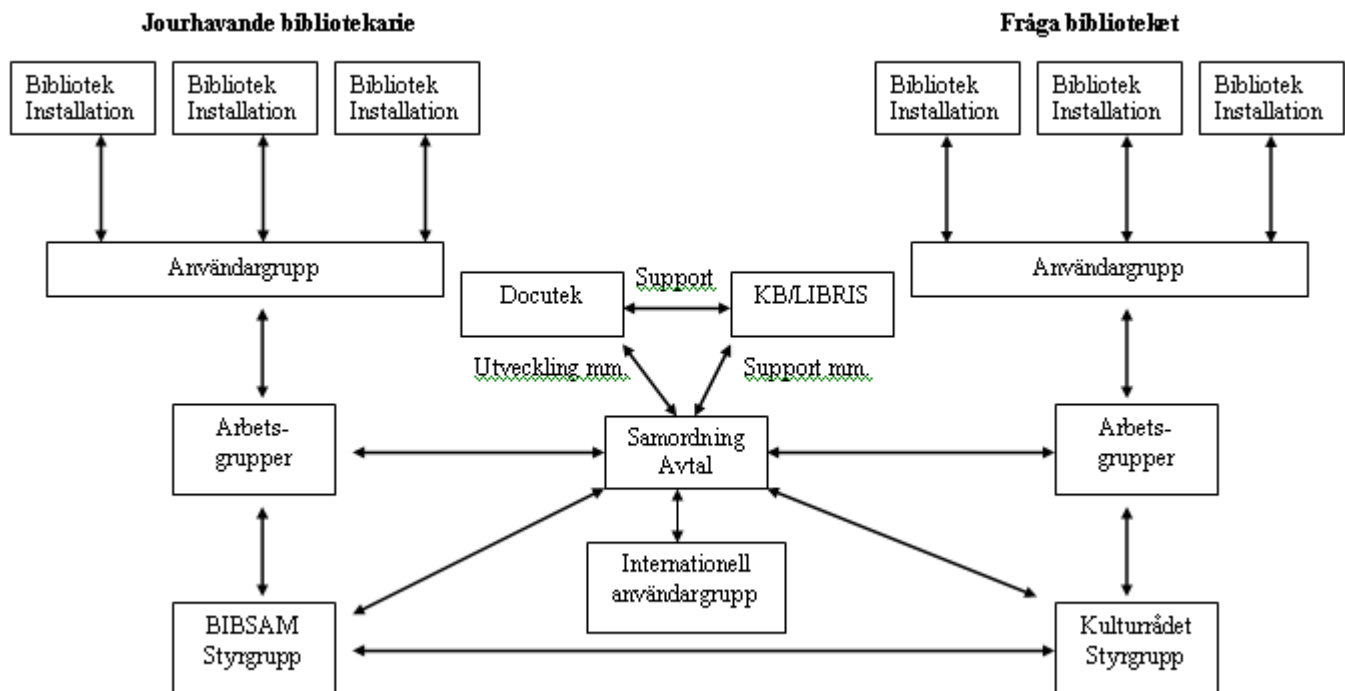 Jourhavande bibliotekarie
Fråga biblioteket
Bibliotek
Installation
Bibliotek
Installation
Bibliotek
Installation
Bibliotek
Installation
Bibliotek
Installation
Bibliotek
Installation
Användargrupp
Användargrupp
Docutek
Support
KB/LIBRIS
Utveckling mm.
Support mm.
Arbets-
grupper
Samordning
Avtal
Arbets-
grupper
Internationell
användargrupp
BIBSAM
Styrgrupp
Kulturrådet
Styrgrupp